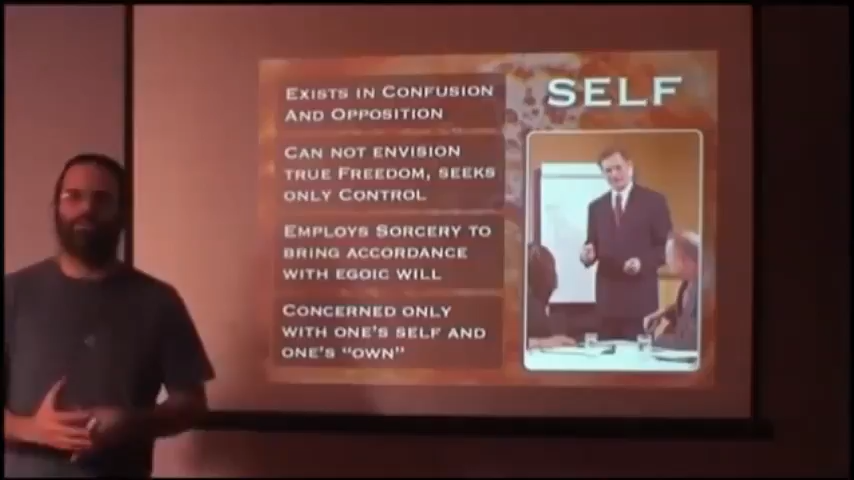 SELF
EXISTS IN CONFUSION
AND OPPOSITION
CAN NOT ENVISION
TRUE FREEDOM, SEEKS
ONLY CONTROL
EMPLOYS SORCERY TO
BRING ACCORDANCE
WITH EGOIC WILL
CONCERNED ONLY
WITH ONE'S SELF AND
ONE'S "OWN"